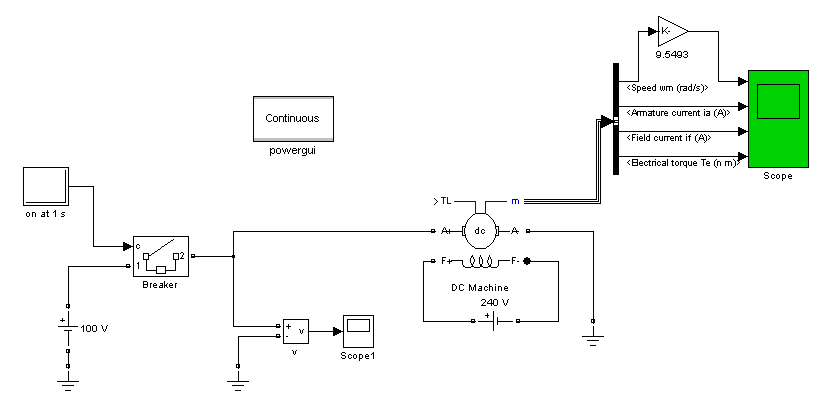 K-
9.5493
<Speed wm (rad/s)>
<Armature current ia (A)>
<Field current if (A)>
<Electrical torque Te (n m)>
Scope
Continuous
powergui
on at 1 s
c
1
2
Breaker
TL
m
A+
dc
A-
F+
F-
DC Machine
240 V
+
+
100 V
+
-
v
v
Scope1